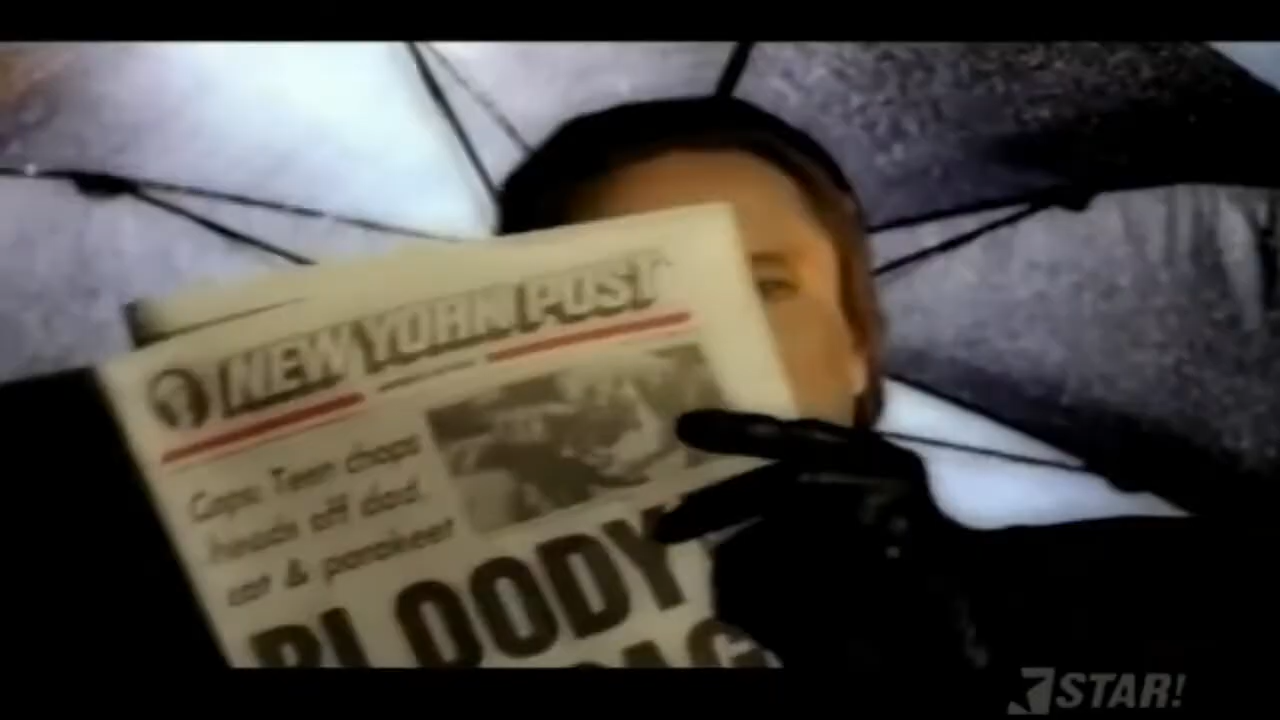 NEW YORK POST
Cops: Teen chops
heads off dad,
cat & parakeet
BLOODY
STAR!